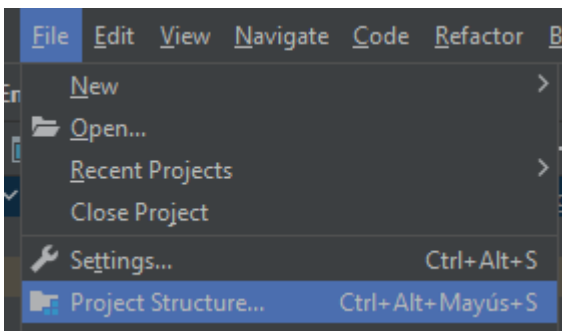 File Edit View Navigate Code Refactor B
En
New
Open...
Recent Projects
Close Project
Settings... Ctrl+Alt+S
Project Structure... Ctrl+Alt+Mayús+S